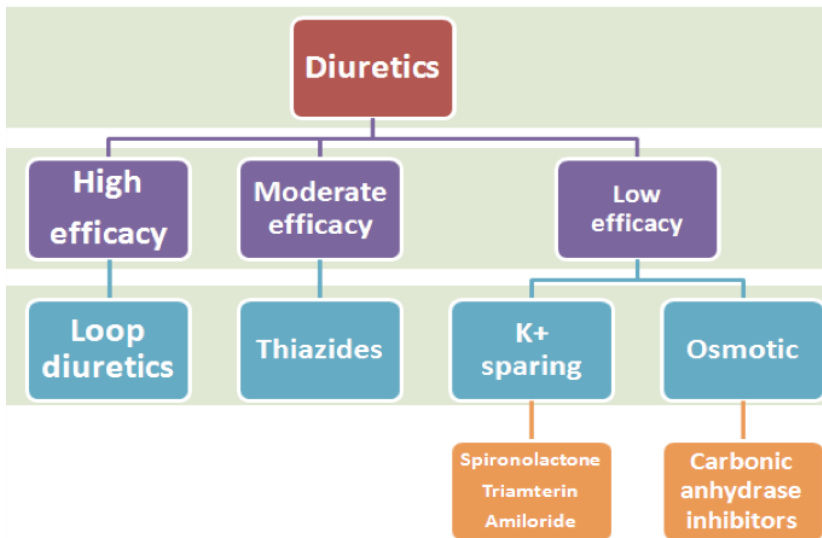 Diuretics
High
efficacy
Moderate
efficacy
Low
efficacy
Loop
diuretics
Thiazides
K+
sparing
Osmotic
Spironolactone
Triamterin
Amiloride
Carbonic
anhydrase
inhibitors